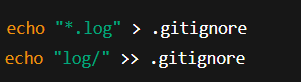 echo "*.log" > .gitignore
echo "log/" >> .gitignore